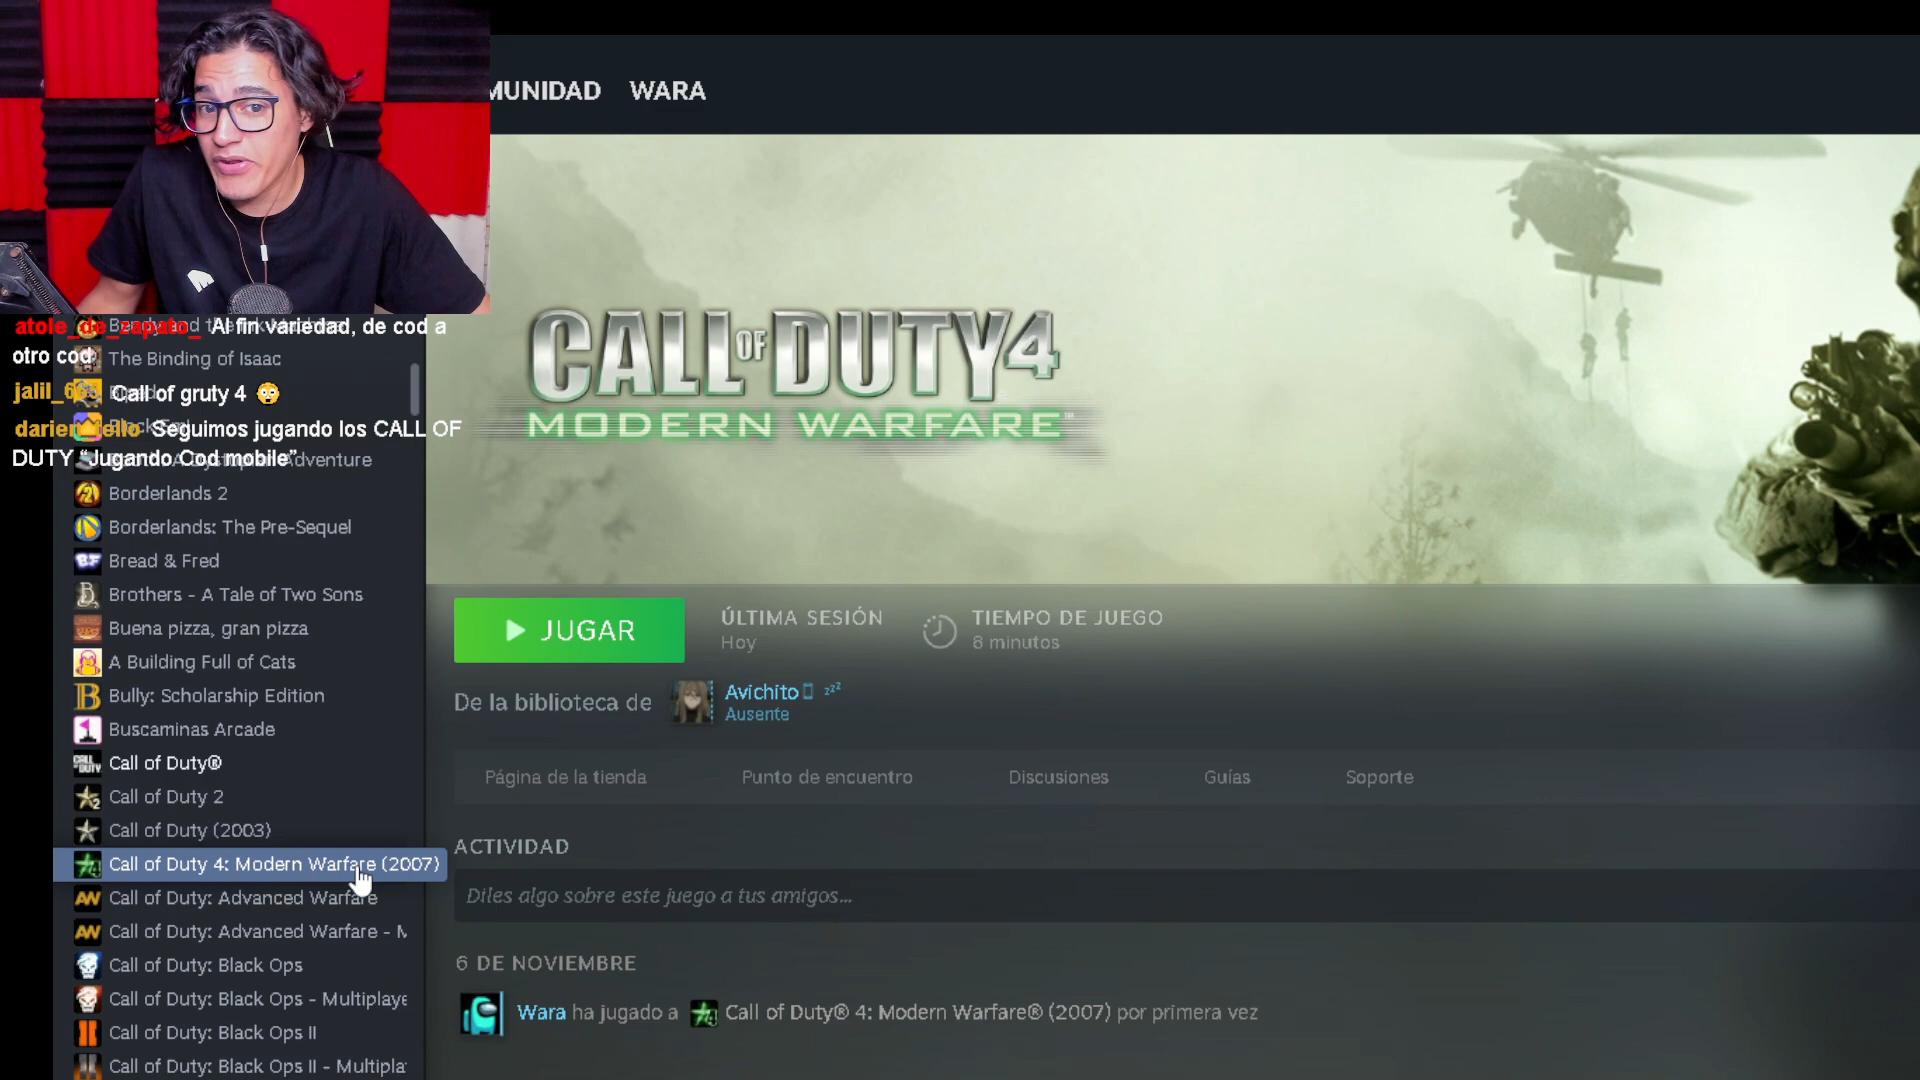 MUNIDAD WARA
CALL OF DUTY 4
MODERN WARFARE™
atole_de_zapato_ Al fin variedad, de cod a
otro cod
The Binding of Isaac
Call of gruty 4 😳
Seguimos jugando los CALL OF
DUTY “Jugando Cod mobile”
Adventure
Borderlands 2
Borderlands: The Pre-Sequel
Bread & Fred
Brothers - A Tale of Two Sons
Buena pizza, gran pizza
A Building Full of Cats
Bully: Scholarship Edition
Buscaminas Arcade
Call of Duty®
Call of Duty 2
Call of Duty (2003)
Call of Duty 4: Modern Warfare (2007)
Call of Duty: Advanced Warfare
Call of Duty: Advanced Warfare - M
Call of Duty: Black Ops
Call of Duty: Black Ops - Multiplaye
Call of Duty: Black Ops II
Call of Duty: Black Ops II - Multipla
JUGAR
ÚLTIMA SESIÓN
Hoy
TIEMPO DE JUEGO
8 minutos
De la biblioteca de
Avichito zzz
Ausente
Página de la tienda Punto de encuentro Discusiones Guías Soporte
ACTIVIDAD
Diles algo sobre este juego a tus amigos...
6 DE NOVIEMBRE
Wara ha jugado a Call of Duty® 4: Modern Warfare® (2007) por primera vez